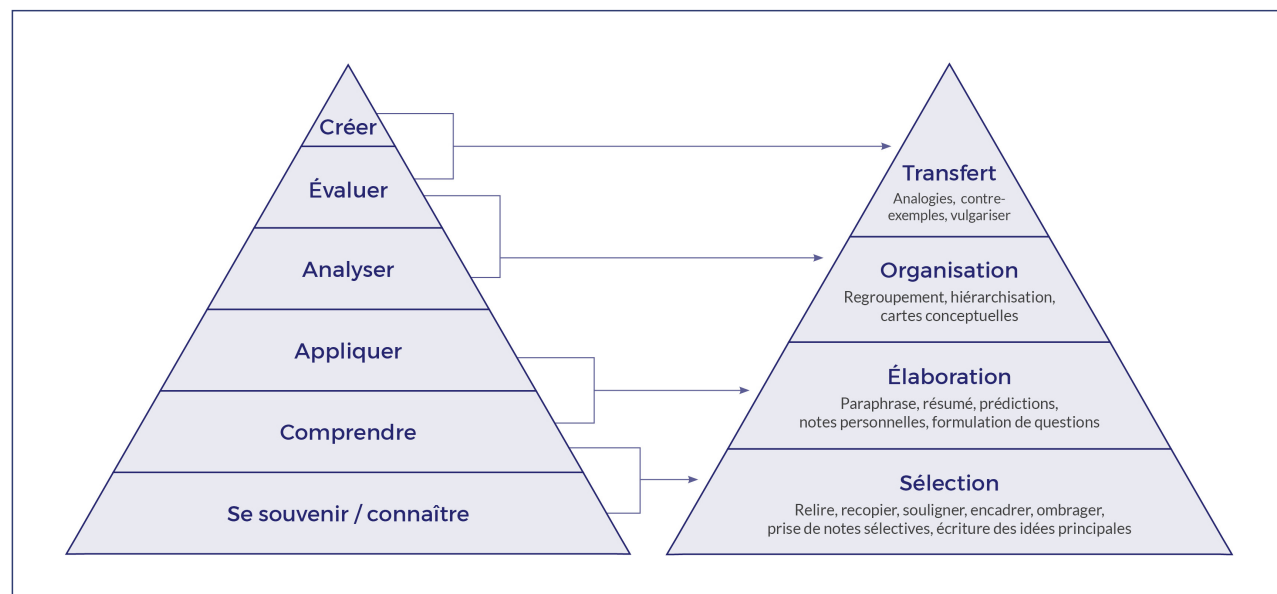 Créer
Évaluer
Analyser
Appliquer
Comprendre
Se souvenir / connaître
Transfert
Analogies, contre-
exemples, vulgariser
Organisation
Regroupement, hiérarchisation,
cartes conceptuelles
Élaboration
Paraphrase, résumé, prédictions,
notes personnelles, formulation de questions
Sélection
Relire, recopier, souligner, encadrer, ombrager,
prise de notes sélectives, écriture des idées principales